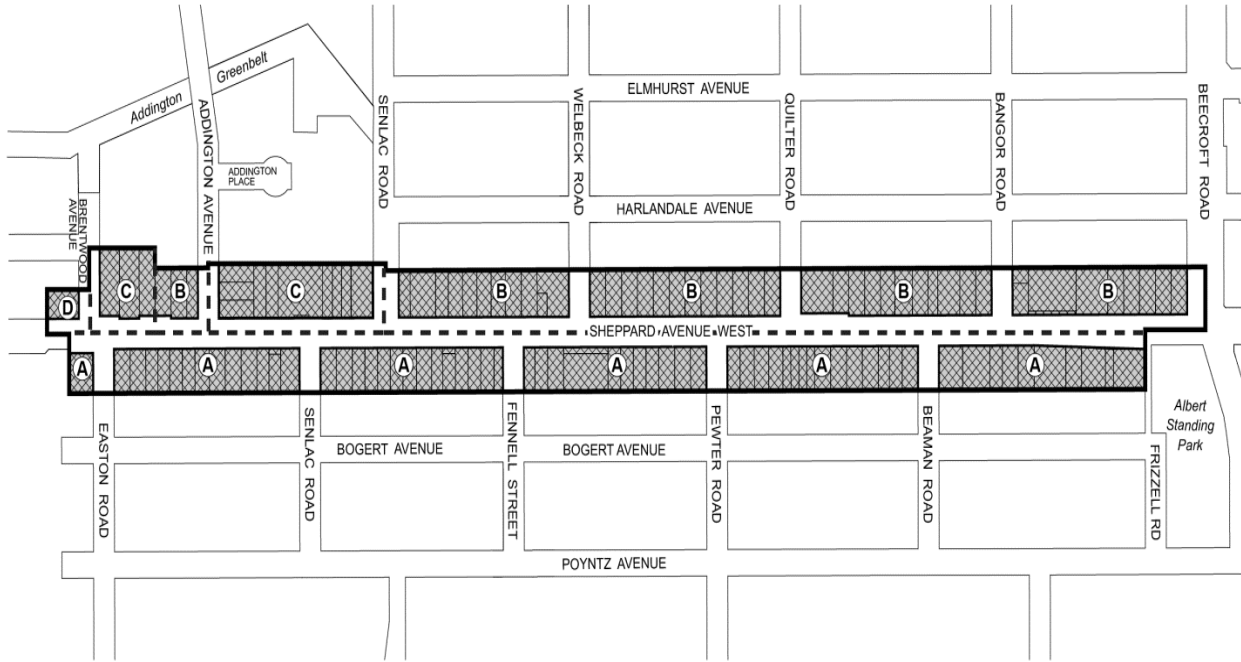 Addington Greenbelt
ELMHURST AVENUE
ADDINGTON AVENUE
SENLAC ROAD
WELBECK ROAD
QUILTER ROAD
BANGOR ROAD
BEECROFT ROAD
ADDINGTON
PLACE
BRENTWOOD
AVENUE
HARLANDALE AVENUE
D
C
B
C
B
B
B
B
SHEPPARD AVENUE WEST
A
A
A
A
A
A
EASTON ROAD
SENLAC ROAD
BOGERT AVENUE
FENNELL STREET
BOGERT AVENUE
PEWTER ROAD
BEAMAN ROAD
FRIZZELL RD
Albert
Standing
Park
POYNTZ AVENUE